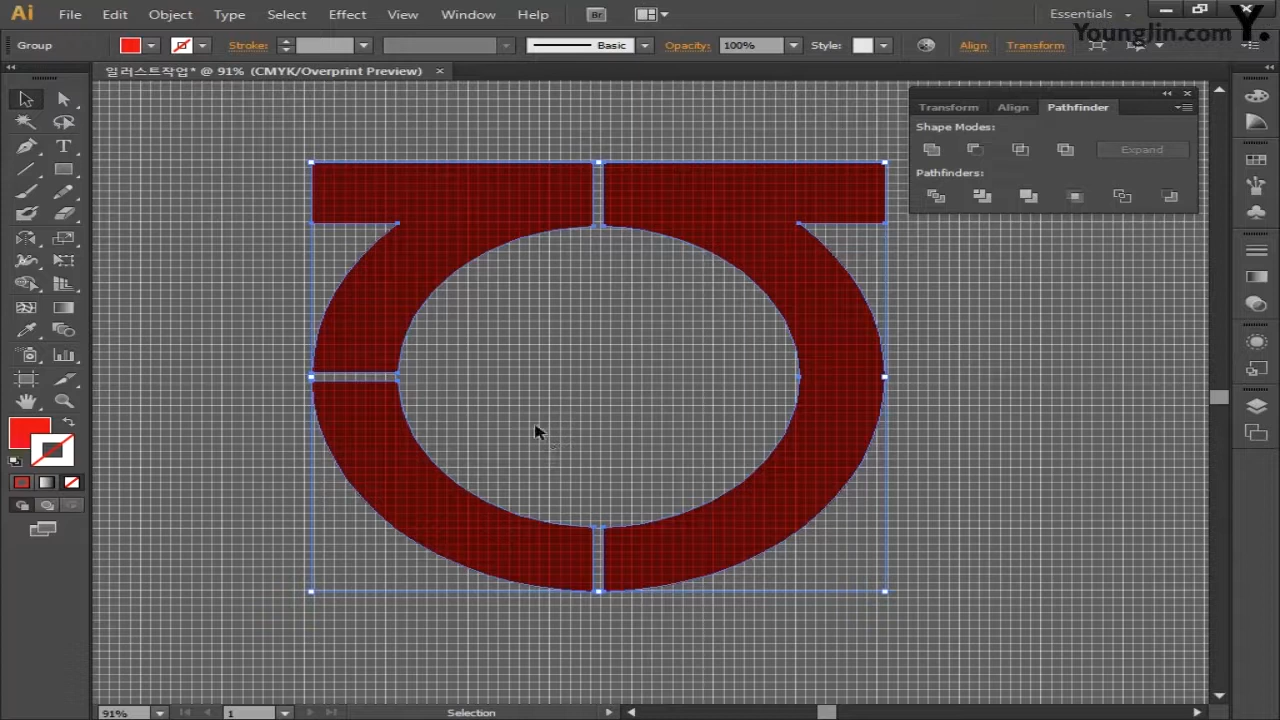 Ai File Edit Object Type Select Effect View Window Help Br Essentials
YoungJin.com Y.
Group Stroke: Basic Opacity: 100% Style: Align Transform
일러스트작업* @ 91% (CMYK/Overprint Preview) ×
Transform Align Pathfinder
Shape Modes:
Expand
Pathfinders:
T
91% 1 Selection